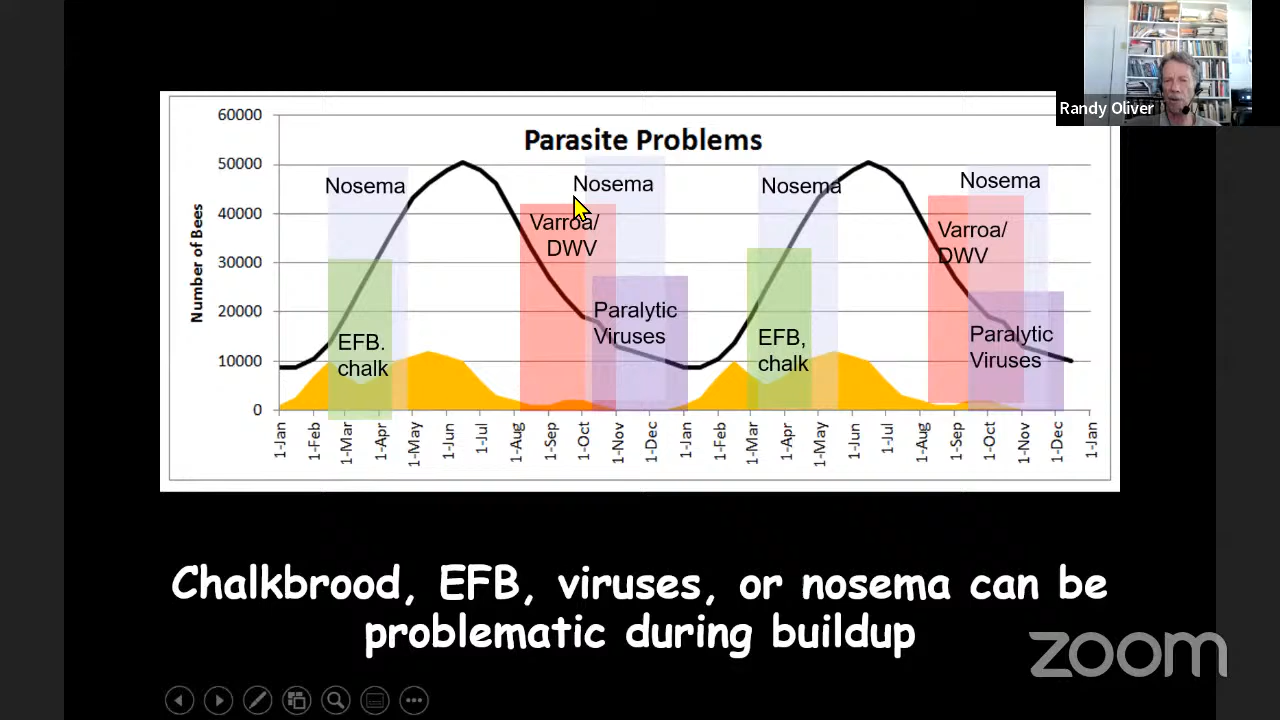 Randy Oliver
Parasite Problems
60000
50000
40000
30000
20000
10000
0
Number of Bees
Nosema
EFB.
chalk
Nosema
Varroa/
DWV
Paralytic
Viruses
Nosema
EFB,
chalk
Nosema
Varroa/
DWV
Paralytic
Viruses
1-Jan
1-Feb
1-Mar
1-Apr
1-May
1-Jun
1-Jul
1-Aug
1-Sep
1-Oct
1-Nov
1-Dec
1-Jan
1-Feb
1-Mar
1-Apr
1-May
1-Jun
1-Jul
1-Aug
1-Sep
1-Oct
1-Nov
1-Dec
1-Jan
Chalkbrood, EFB, viruses, or nosema can be
problematic during buildup
zoom